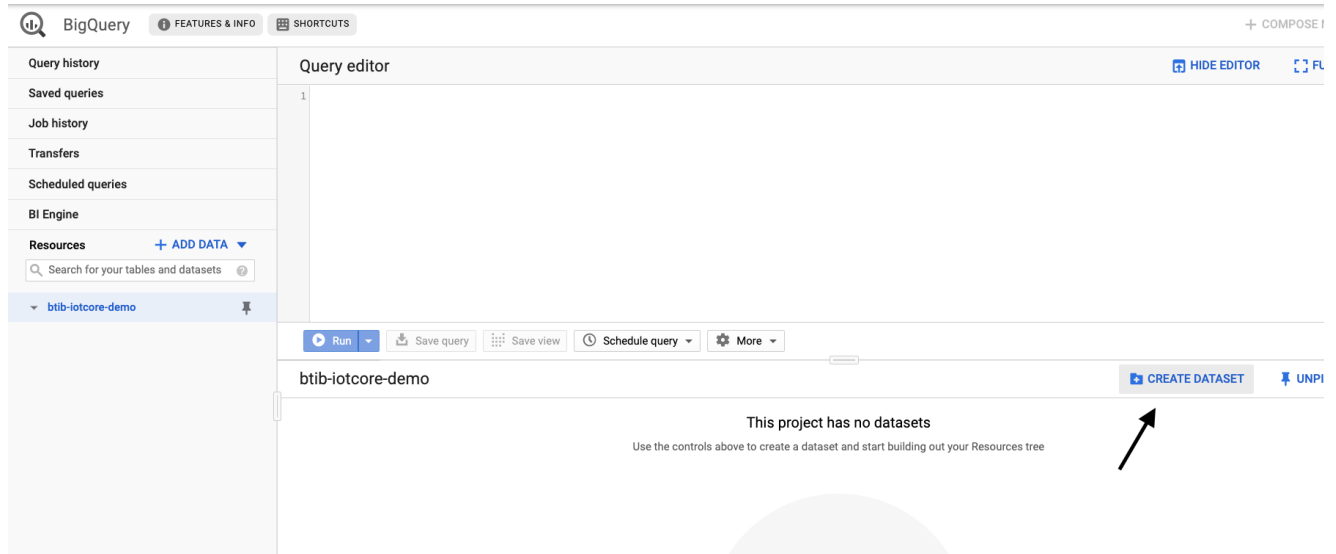 BigQuery FEATURES & INFO SHORTCUTS + COMPOSE
Query history
Saved queries
Job history
Transfers
Scheduled queries
BI Engine
Resources + ADD DATA
Search for your tables and datasets
btib-iotcore-demo
Query editor HIDE EDITOR
1
Run Save query Save view Schedule query More
btib-iotcore-demo CREATE DATASET
This project has no datasets
Use the controls above to create a dataset and start building out your Resources tree